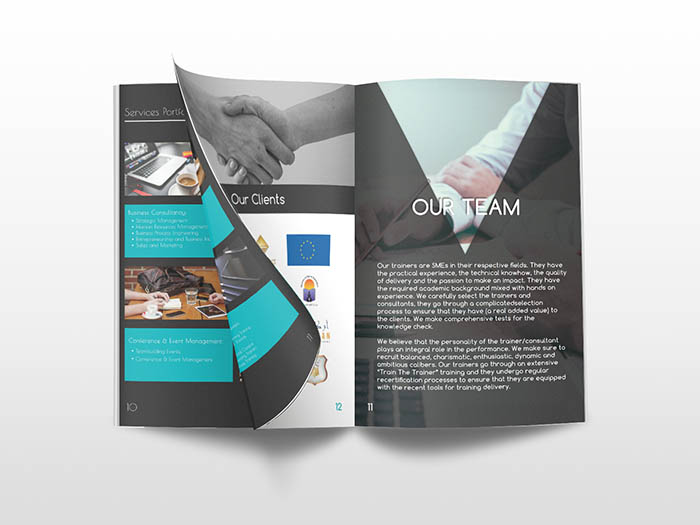 Services Portfo
Business Consultancy
• Strategic Management
• Human Resources Management
• Business Process Engineering
• Entrepreneurship and Business
• Sales and Marketing
Conference & Event Management
• Teambuilding Events
• Conference & Event Management
10
11
Our Clients
12
OUR TEAM
Our trainers are SMEs in their respective fields. They have
the practical experience, the technical knowhow, the quality
of delivery and the passion to make an impact. They have
the required academic background mixed with hands on
experience. We carefully select the trainers and
consultants, they go through a complicatedselection
process to ensure that they have (a real added value) to
the clients. We make comprehensive tests for the
knowledge check.
We believe that the personality of the trainer/consultant
plays an integral role in the performance. We make sure to
recruit balanced, charismatic, enthusiastic, dynamic and
ambitious calibers. Our trainers go through an extensive
"Train The Trainer" training and they undergo regular
recertification processes to ensure that they are equipped
with the recent tools for training delivery.
11